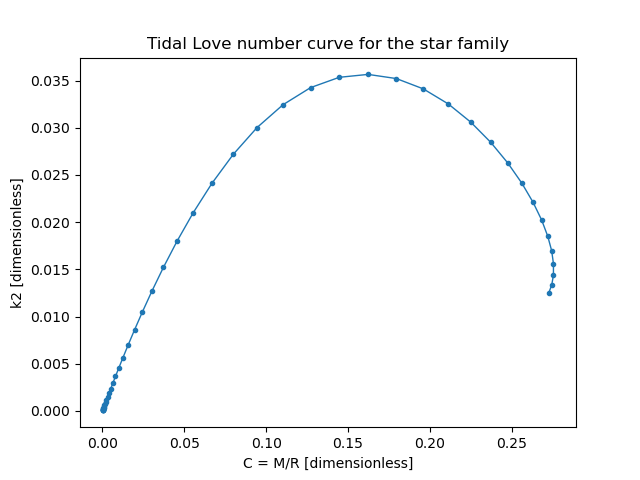 Tidal Love number curve for the star family
k2 [dimensionless]
0.035
0.030
0.025
0.020
0.015
0.010
0.005
0.000
0.00 0.05 0.10 0.15 0.20 0.25
C = M/R [dimensionless]